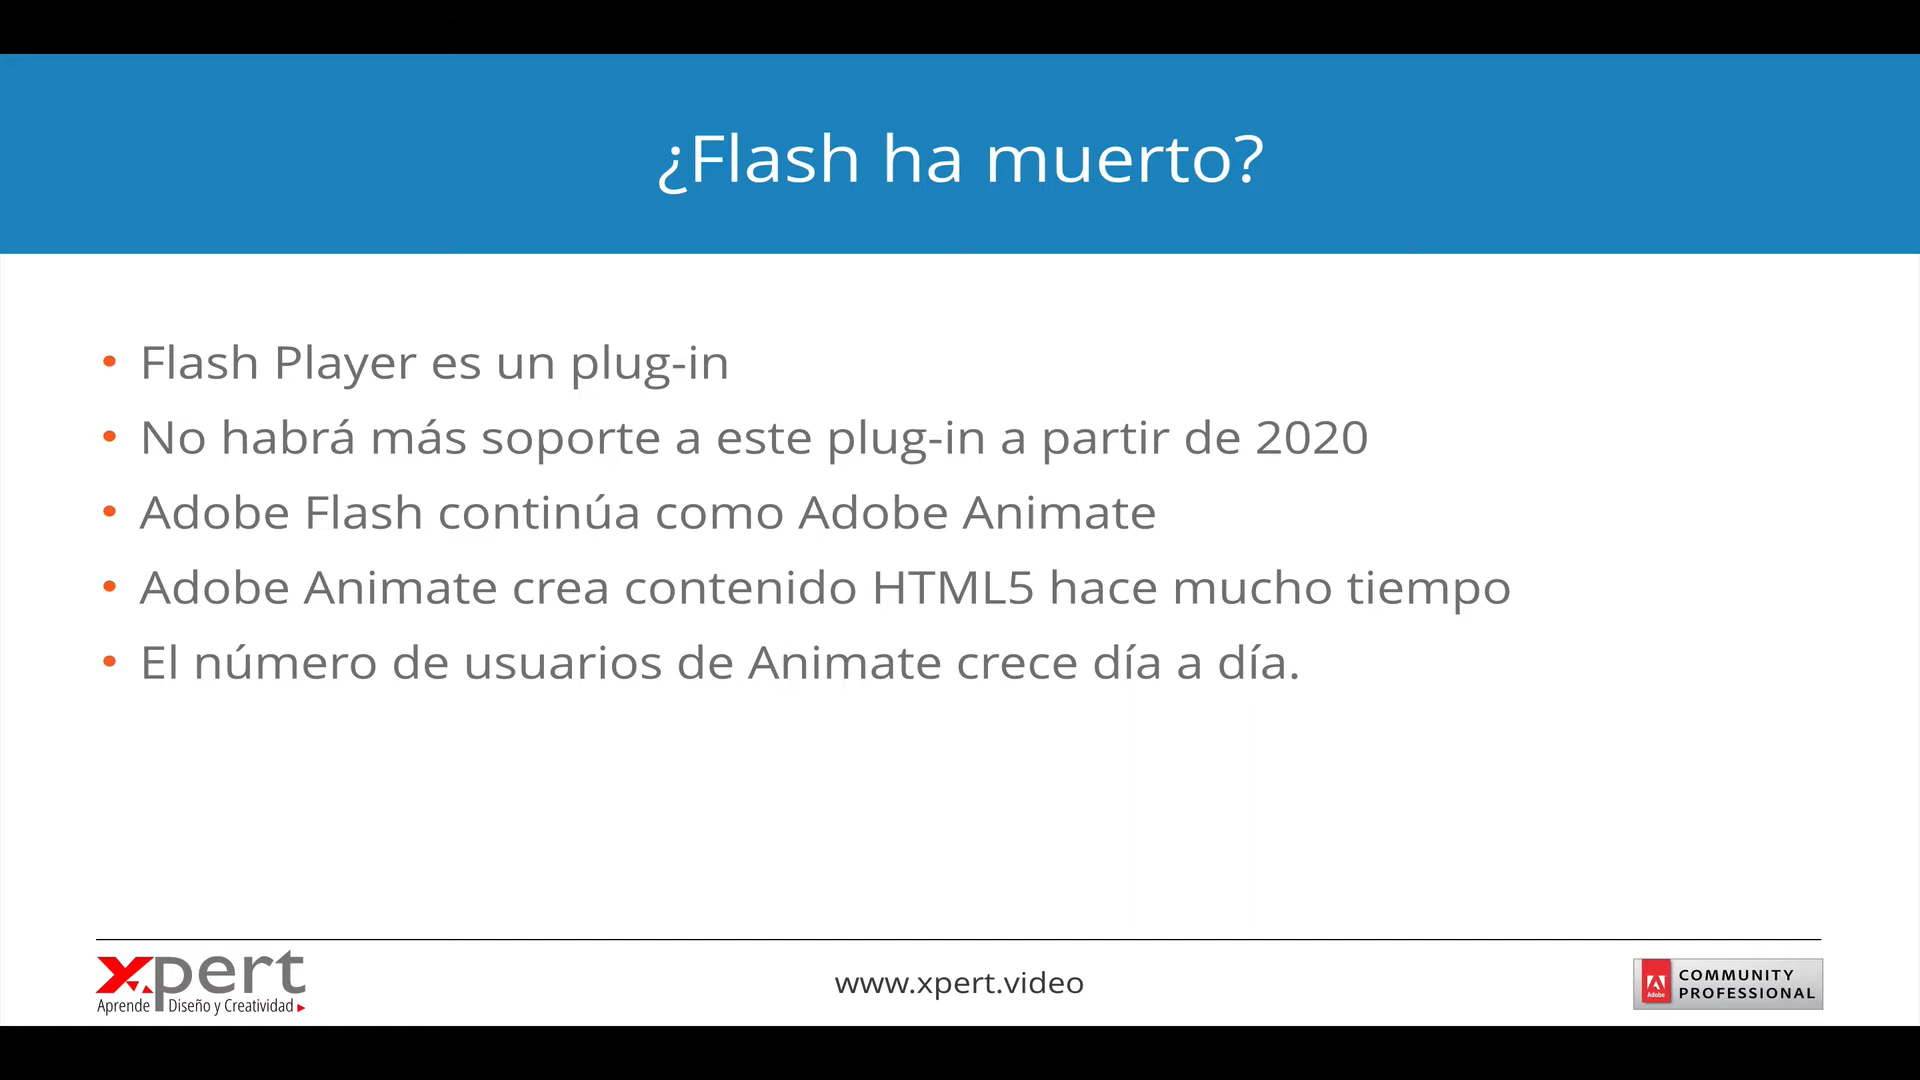 ¿Flash ha muerto?
• Flash Player es un plug-in
• No habrá más soporte a este plug-in a partir de 2020
• Adobe Flash continúa como Adobe Animate
• Adobe Animate crea contenido HTML5 hace mucho tiempo
• El número de usuarios de Animate crece día a día.
xpert
Aprende Diseño y Creatividad
www.xpert.video
Adobe
COMMUNITY
PROFESSIONAL